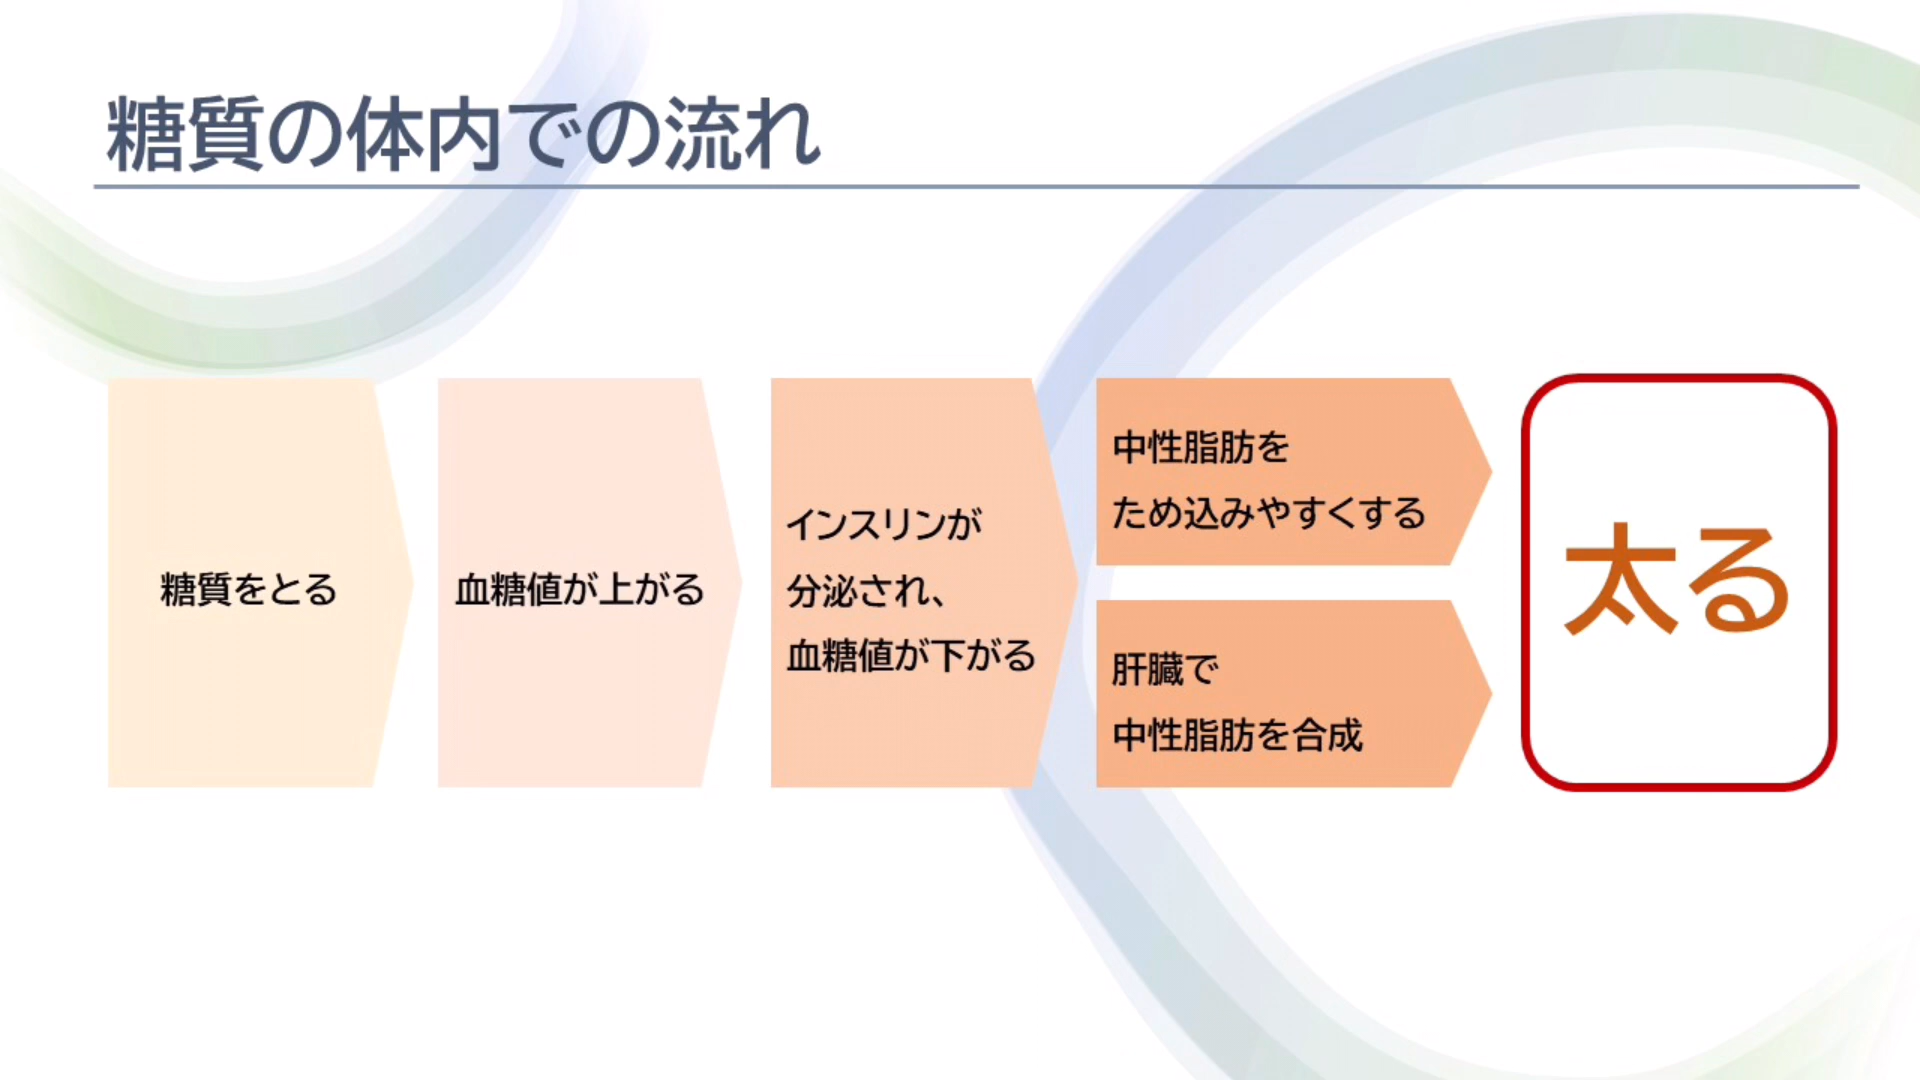 糖質の体内での流れ
糖質をとる
血糖値が上がる
インスリンが
分泌され、
血糖値が下がる
中性脂肪を
ため込みやすくする
肝臓で
中性脂肪を合成
太る